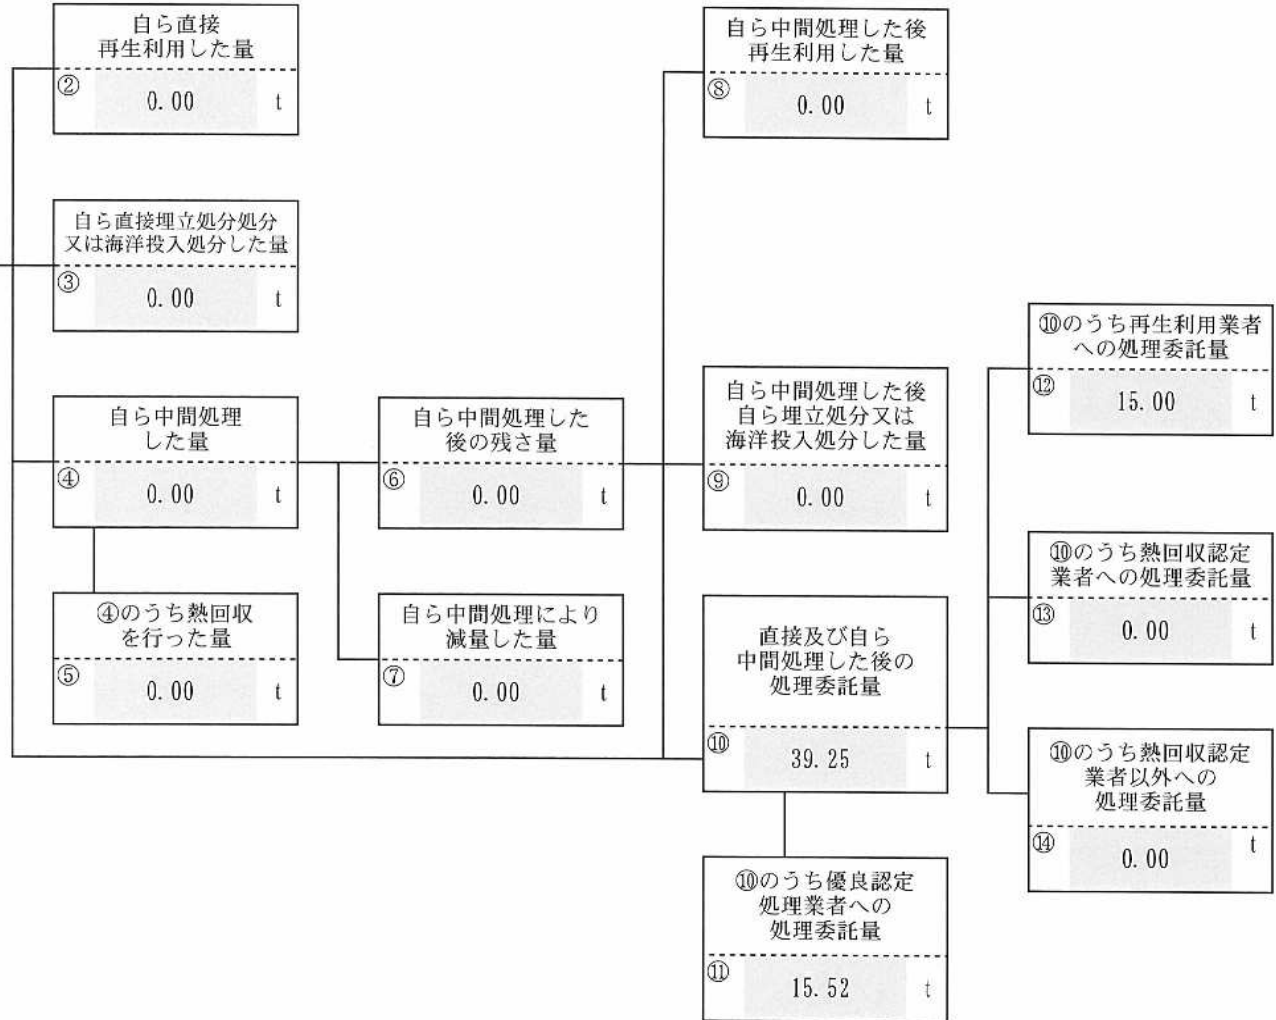 自ら直接
再生利用した量
② 0.00 t
自ら中間処理した後
再生利用した量
⑧ 0.00 t
自ら直接埋立処分処分
又は海洋投入処分した量
③ 0.00 t
⑩のうち再生利用業者
への処理委託量
⑫ 15.00 t
自ら中間処理
した量
④ 0.00 t
自ら中間処理した
後の残さ量
⑥ 0.00 t
自ら中間処理した後
自ら埋立処分又は
海洋投入処分した量
⑨ 0.00 t
⑩のうち熱回収認定
業者への処理委託量
⑬ 0.00 t
④のうち熱回収
を行った量
⑤ 0.00 t
自ら中間処理により
減量した量
⑦ 0.00 t
直接及び自ら
中間処理した後の
処理委託量
⑩ 39.25 t
⑩のうち熱回収認定
業者以外への
処理委託量
⑭ 0.00 t
⑩のうち優良認定
処理業者への
処理委託量
⑪ 15.52 t